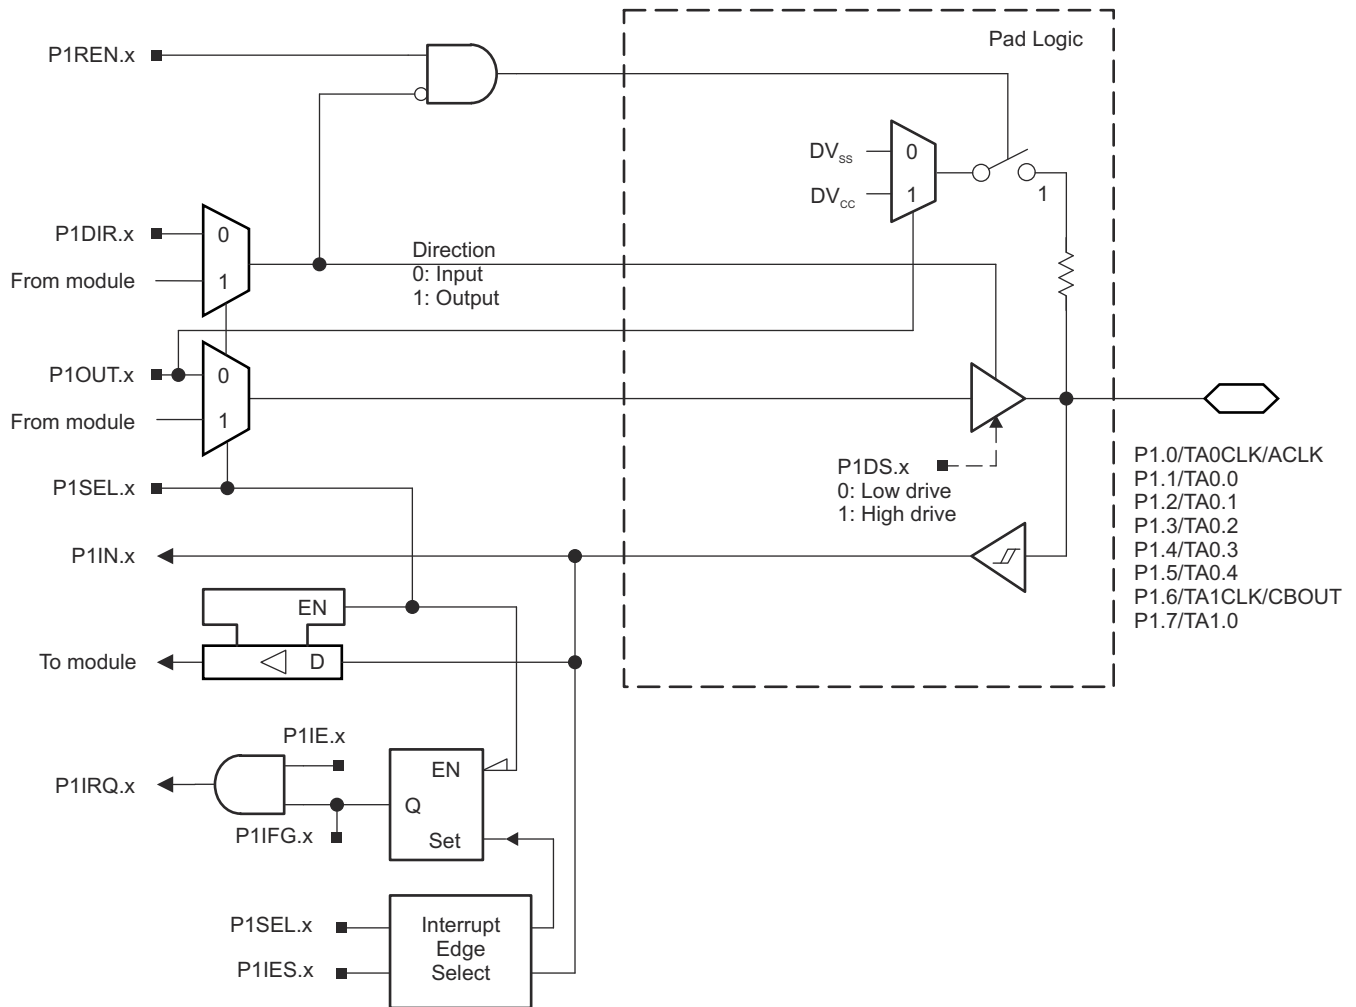 Pad Logic
P1REN.x
DVSS
0
DVCC
1
1
P1DIR.x
0
From module
1
Direction
0: Input
1: Output
P1OUT.x
0
From module
1
P1SEL.x
P1DS.x
0: Low drive
1: High drive
P1.0/TA0CLK/ACLK
P1.1/TA0.0
P1.2/TA0.1
P1.3/TA0.2
P1.4/TA0.3
P1.5/TA0.4
P1.6/TA1CLK/CBOUT
P1.7/TA1.0
P1IN.x
EN
To module
D
P1IE.x
P1IRQ.x
EN
Q
P1IFG.x
Set
P1SEL.x
P1IES.x
Interrupt
Edge
Select